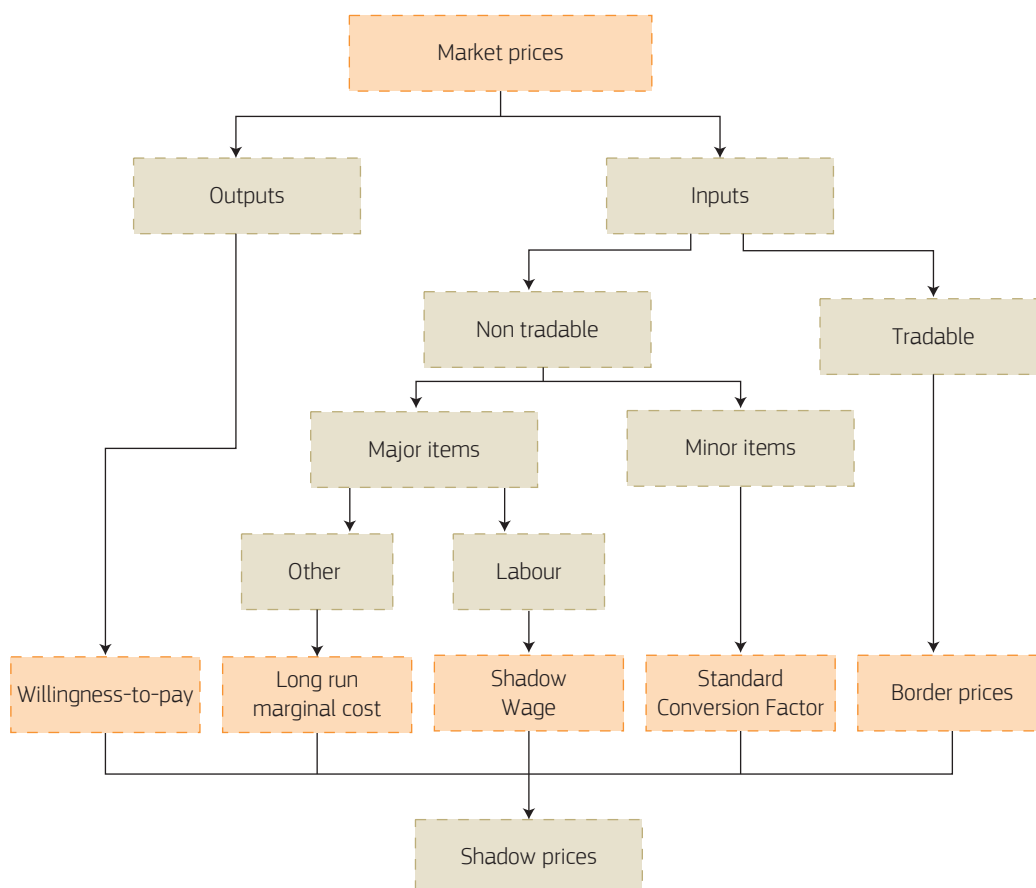 Market prices
Outputs
Inputs
Non tradable
Tradable
Major items
Minor items
Other
Labour
Willingness-to-pay
Long run
marginal cost
Shadow
Wage
Standard
Conversion Factor
Border prices
Shadow prices